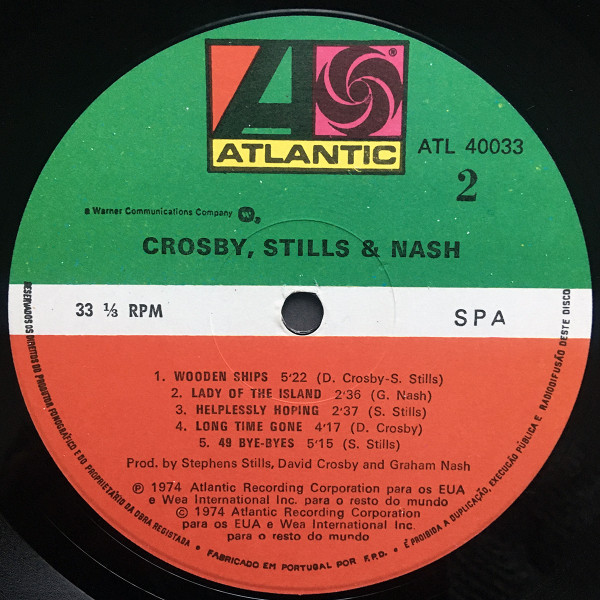 ATLANTIC
®
ATL 40033
2
a Warner Communications Company
CROSBY, STILLS & NASH
33 ⅓ RPM
SPA
1. WOODEN SHIPS 5'22 (D. Crosby-S. Stills)
2. LADY OF THE ISLAND 2'36 (G. Nash)
3. HELPLESSLY HOPING 2'37 (S. Stills)
4. LONG TIME GONE 4'17 (D. Crosby)
5. 49 BYE-BYES 5'15 (S. Stills)
Prod. by Stephens Stills, David Crosby and Graham Nash
℗ 1974 Atlantic Recording Corporation para os EUA
e Wea International Inc. para o resto do mundo
© 1974 Atlantic Recording Corporation
para os EUA e Wea International Inc.
para o resto do mundo
RESERVADOS OS DIREITOS DO PRODUTOR FONOGRÁFICO E DO PROPRIETÁRIO DA OBRA REGISTADA • FABRICADO EM PORTUGAL POR F.P.D. • É PROIBIDA A DUPLICAÇÃO, EXECUÇÃO PÚBLICA E RADIODIFUSÃO DESTE DISCO